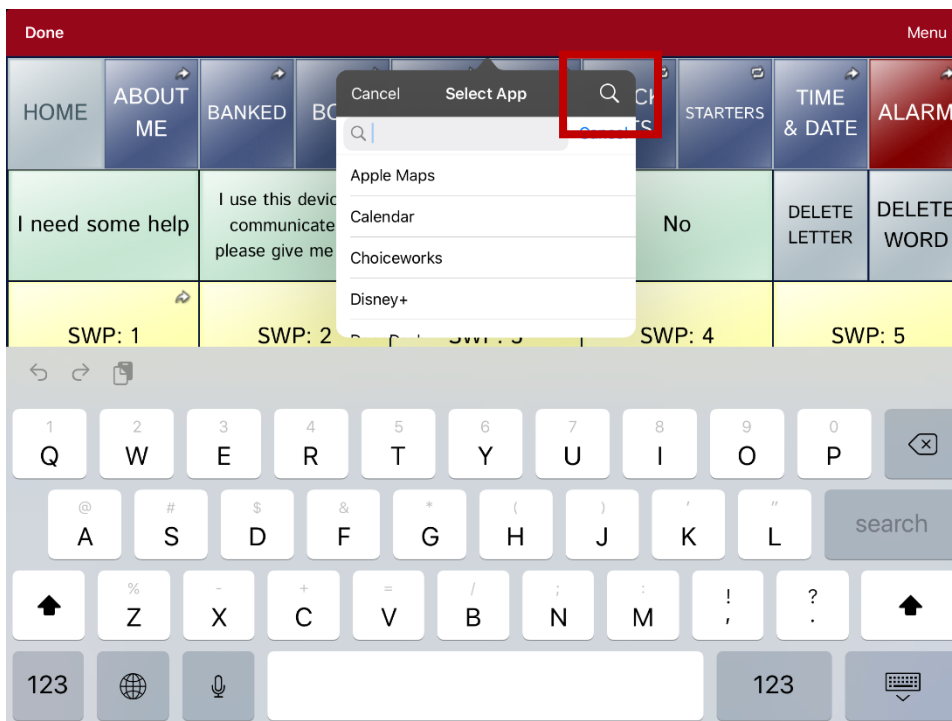 Done
Menu
HOME
ABOUT
ME
BANKED
Cancel
Select App
STARTERS
TIME
& DATE
ALARM
Cancel
Apple Maps
Calendar
Choiceworks
Disney+
I need some help
I use this
communicate
please give me
No
DELETE
LETTER
DELETE
WORD
SWP: 1
SWP: 2
SWP: 4
SWP: 5
1 2 3 4 5 6 7 8 9 0
Q W E R T Y U I O P
@ # $ & * ( ) ' "
A S D F G H J K L
search
% - + = / ; : ! ?
Z X C V B N M , .
123
123